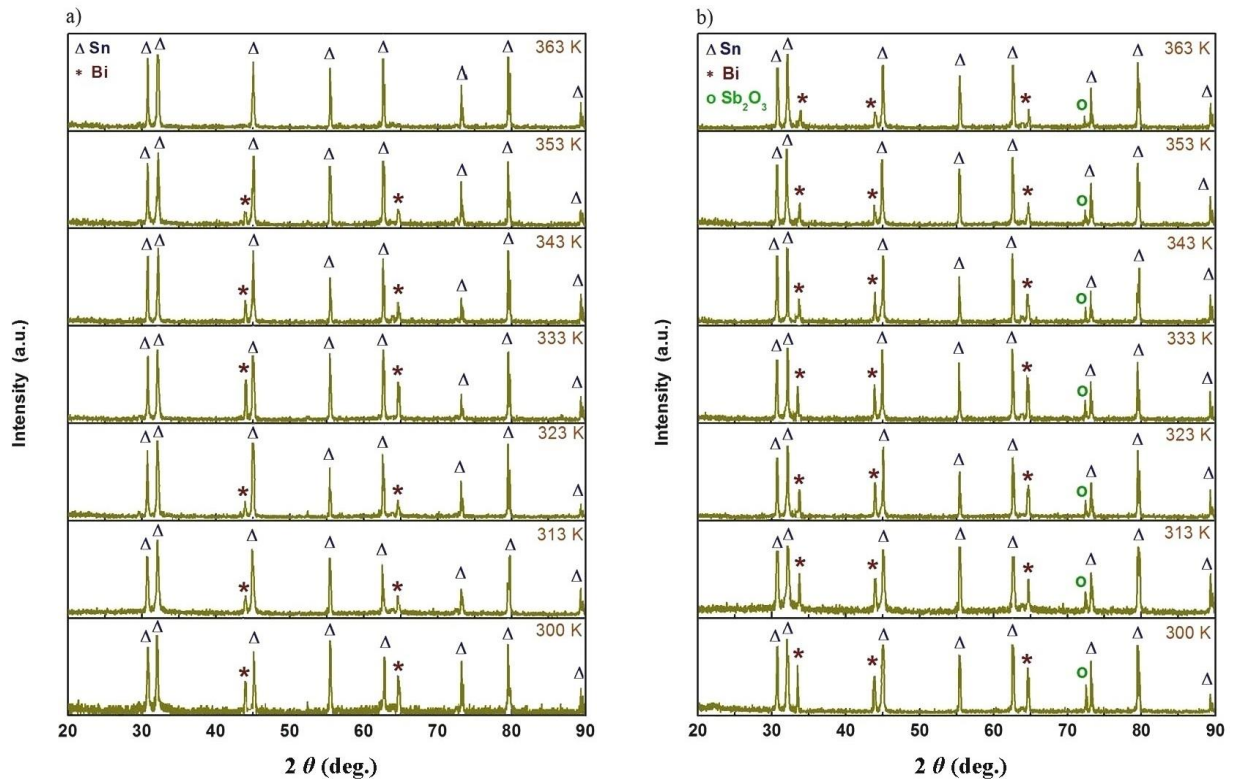 a)
Δ Sn
* Bi
363 K
353 K
343 K
333 K
323 K
313 K
300 K
Intensity (a.u.)
20 30 40 50 60 70 80 90
2 θ (deg.)
b)
Δ Sn
* Bi
o Sb₂O₃
363 K
353 K
343 K
333 K
323 K
313 K
300 K
Intensity (a.u.)
20 30 40 50 60 70 80 90
2 θ (deg.)